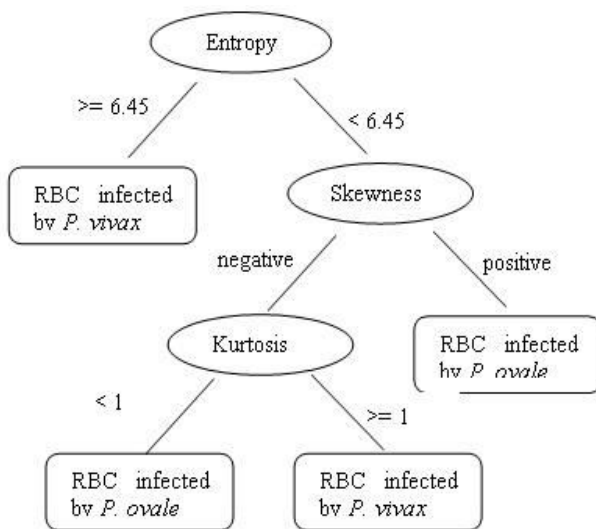 Entropy
>= 6.45
< 6.45
RBC infected
by P. vivax
Skewness
negative
positive
Kurtosis
RBC infected
by P. ovale
< 1
>= 1
RBC infected
by P. ovale
RBC infected
by P. vivax